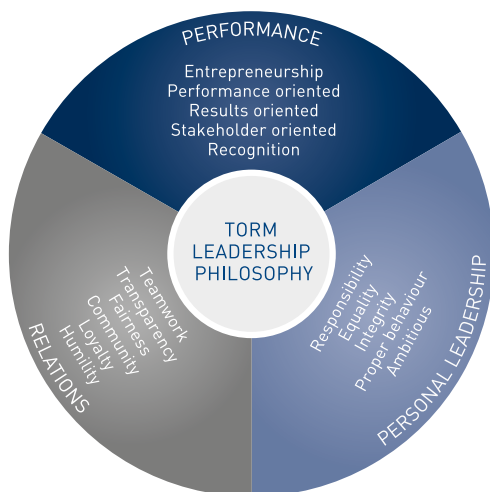 PERFORMANCE
Entrepreneurship
Performance oriented
Results oriented
Stakeholder oriented
Recognition
TORM
LEADERSHIP
PHILOSOPHY
Responsibility
Equality
Integrity
Proper behaviour
Ambitious
PERSONAL LEADERSHIP
Teamwork
Transparency
Fairness
Community
Loyalty
Humility
RELATIONS